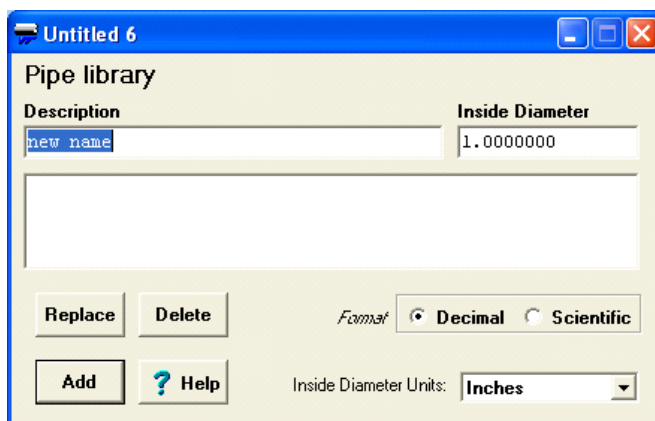 Untitled 6
Pipe library
Description Inside Diameter
new name 1.0000000
Replace Delete Format Decimal Scientific
Add ? Help Inside Diameter Units: Inches